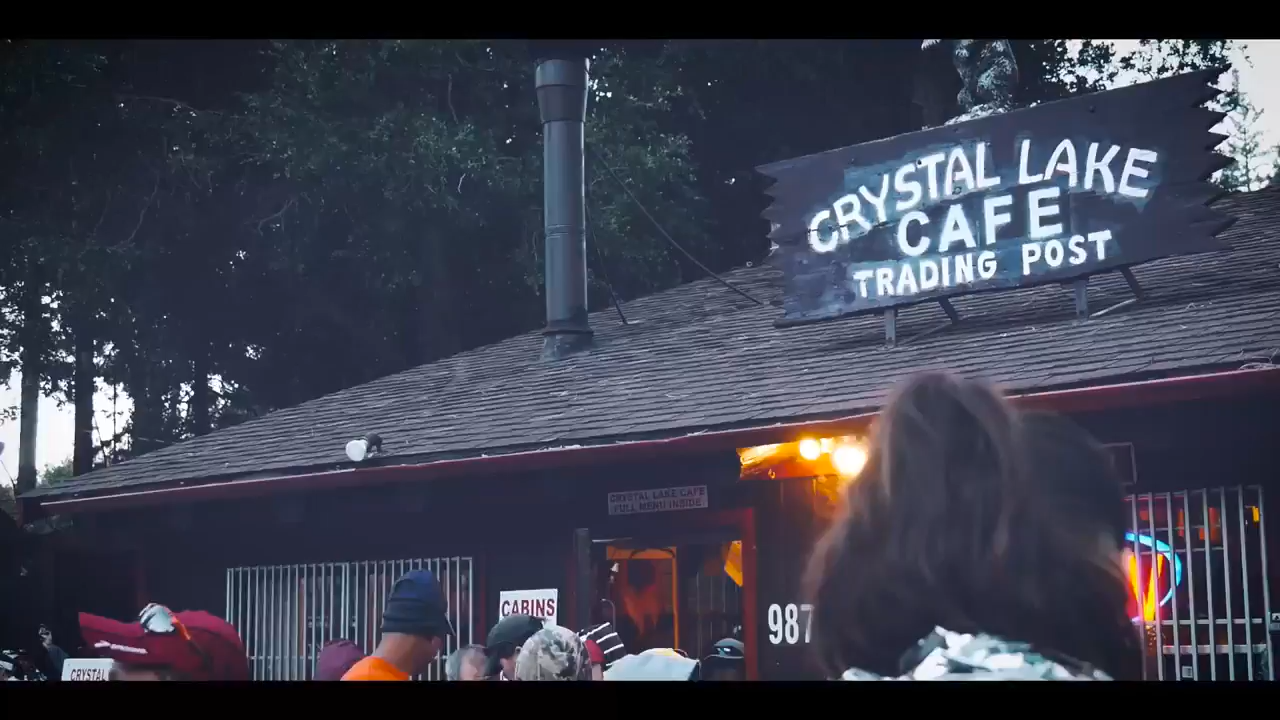 CRYSTAL LAKE
CAFE
TRADING POST
CRYSTAL LAKE CAFE
FULL MENU INSIDE
CABINS
987
CRYSTAL